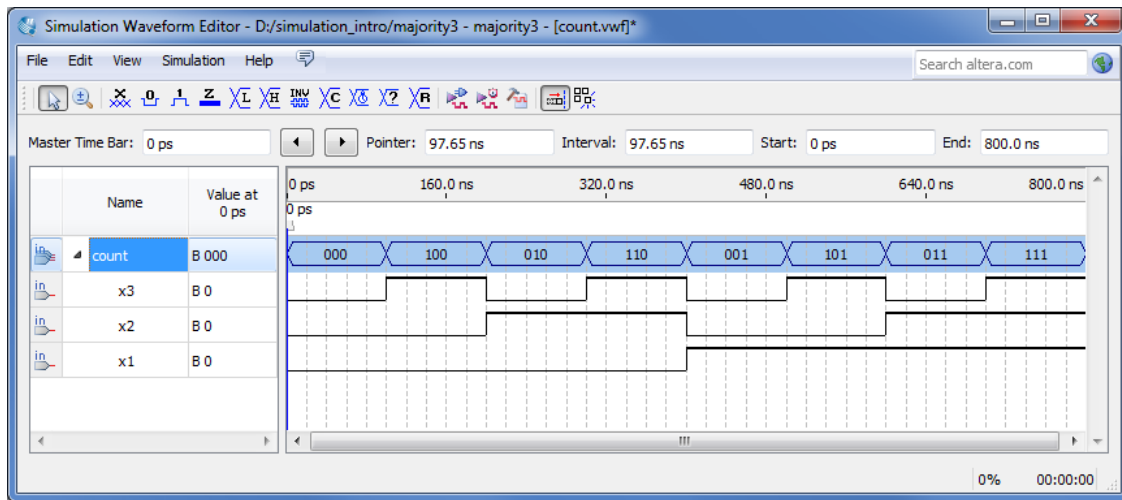 Simulation Waveform Editor - D:/simulation_intro/majority3 - majority3 - [count.vwf]*
File Edit View Simulation Help Search altera.com
Master Time Bar: 0 ps Pointer: 97.65 ns Interval: 97.65 ns Start: 0 ps End: 800.0 ns
Name Value at 0 ps
0 ps 160.0 ns 320.0 ns 480.0 ns 640.0 ns 800.0 ns
0 ps
in count B 000 000 100 010 110 001 101 011 111
in x3 B 0
in x2 B 0
in x1 B 0
0% 00:00:00